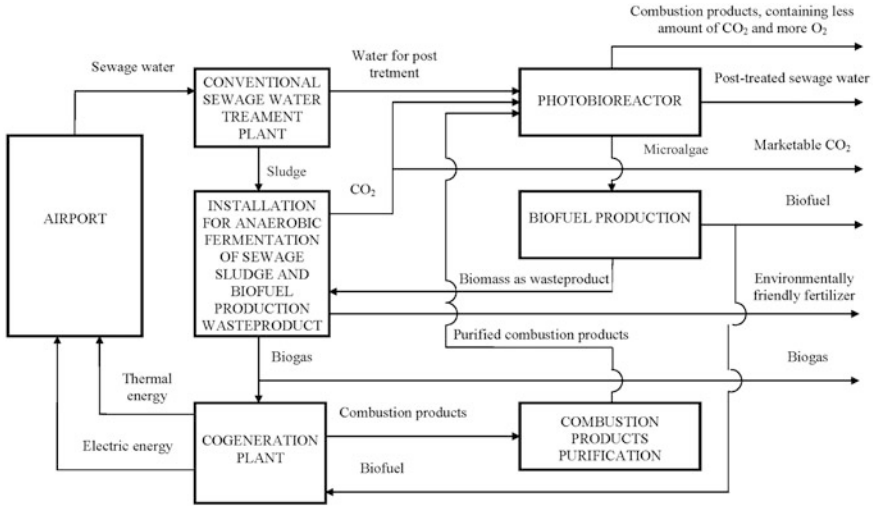 Combustion products, containing less
amount of CO₂ and more O₂
Sewage water
Water for post
tretment
CONVENTIONAL
SEWAGE WATER
TREAMENT
PLANT
PHOTOBIOREACTOR
Post-treated sewage water
Sludge
Microalgae
Marketable CO₂
CO₂
AIRPORT
INSTALLATION
FOR ANAEROBIC
FERMENTATION
OF SEWAGE
SLUDGE AND
BIOFUEL
PRODUCTION
WASTEPRODUCT
BIOFUEL PRODUCTION
Biofuel
Biomass as wasteproduct
Environmentally
friendly fertilizer
Purified combustion products
Biogas
Biogas
Thermal
energy
Combustion products
Electric energy
COGENERATION
PLANT
COMBUSTION
PRODUCTS
PURIFICATION
Biofuel